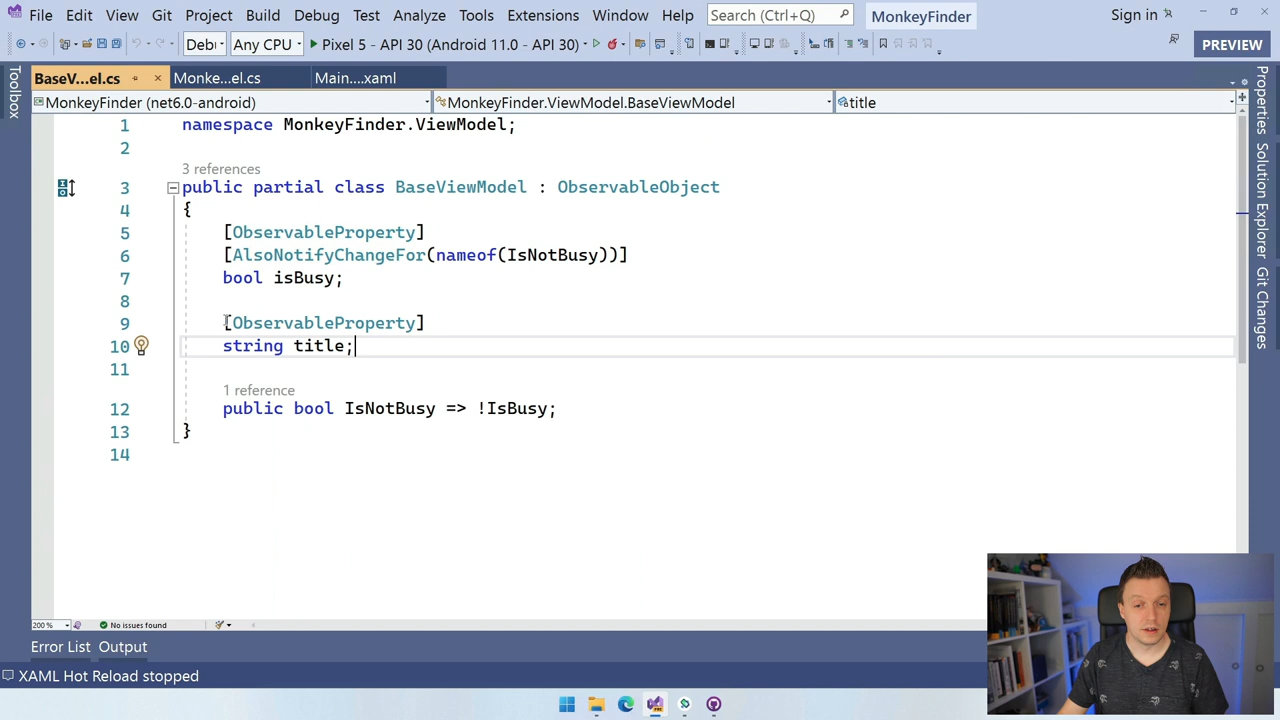 File Edit View Git Project Build Debug Test Analyze Tools Extensions Window Help Search (Ctrl+Q) MonkeyFinder Sign in
Debu Any CPU Pixel 5 - API 30 (Android 11.0 - API 30) PREVIEW
BaseV...el.cs Monke...el.cs Main....xaml
MonkeyFinder (net6.0-android) MonkeyFinder.ViewModel.BaseViewModel title
Toolbox
1 namespace MonkeyFinder.ViewModel;
2
3 references
3 public partial class BaseViewModel : ObservableObject
4 {
5 [ObservableProperty]
6 [AlsoNotifyChangeFor(nameof(IsNotBusy))]
7 bool isBusy;
8
9 [ObservableProperty]
10 string title;
11
1 reference
12 public bool IsNotBusy => !IsBusy;
13 }
14
Properties
Solution Explorer
Git Changes
200 % No issues found
Error List Output
XAML Hot Reload stopped